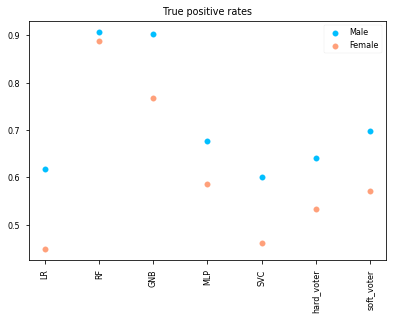 True positive rates
Male
Female
0.9
0.8
0.7
0.6
0.5
LR
RF
GNB
MLP
SVC
hard_voter
soft_voter